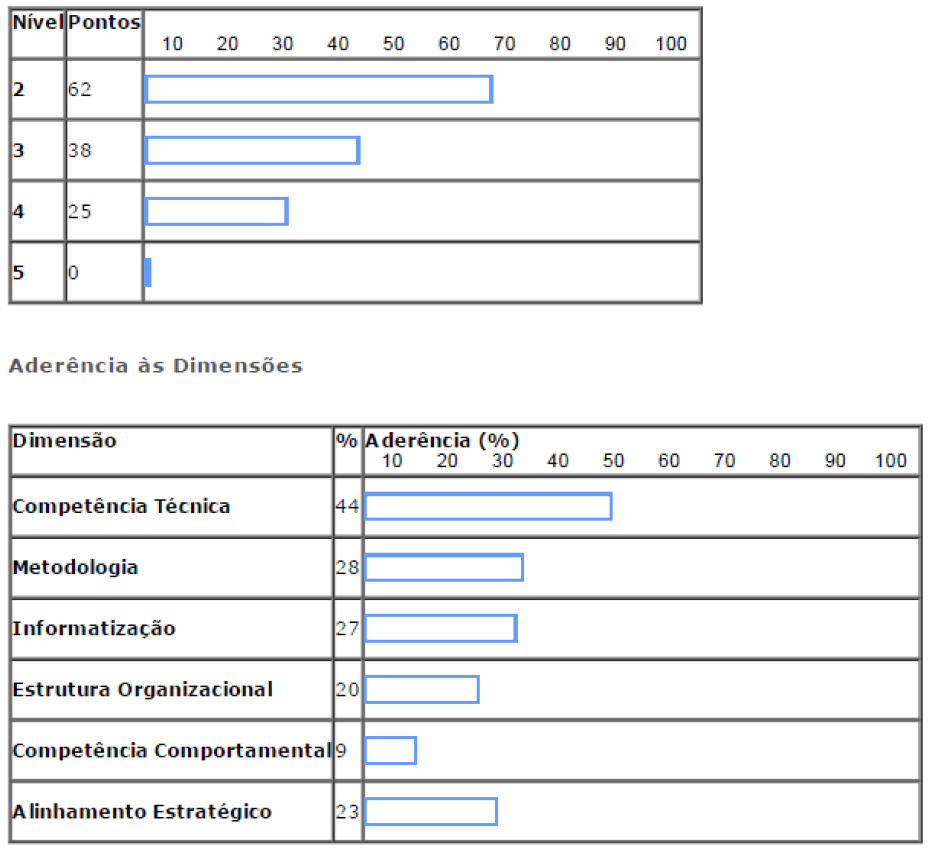 Nível Pontos
10 20 30 40 50 60 70 80 90 100
2 62
3 38
4 25
5 0
Aderência às Dimensões
Dimensão % Aderência (%)
10 20 30 40 50 60 70 80 90 100
Competência Técnica 44
Metodologia 28
Informatização 27
Estrutura Organizacional 20
Competência Comportamental 9
Alinhamento Estratégico 23